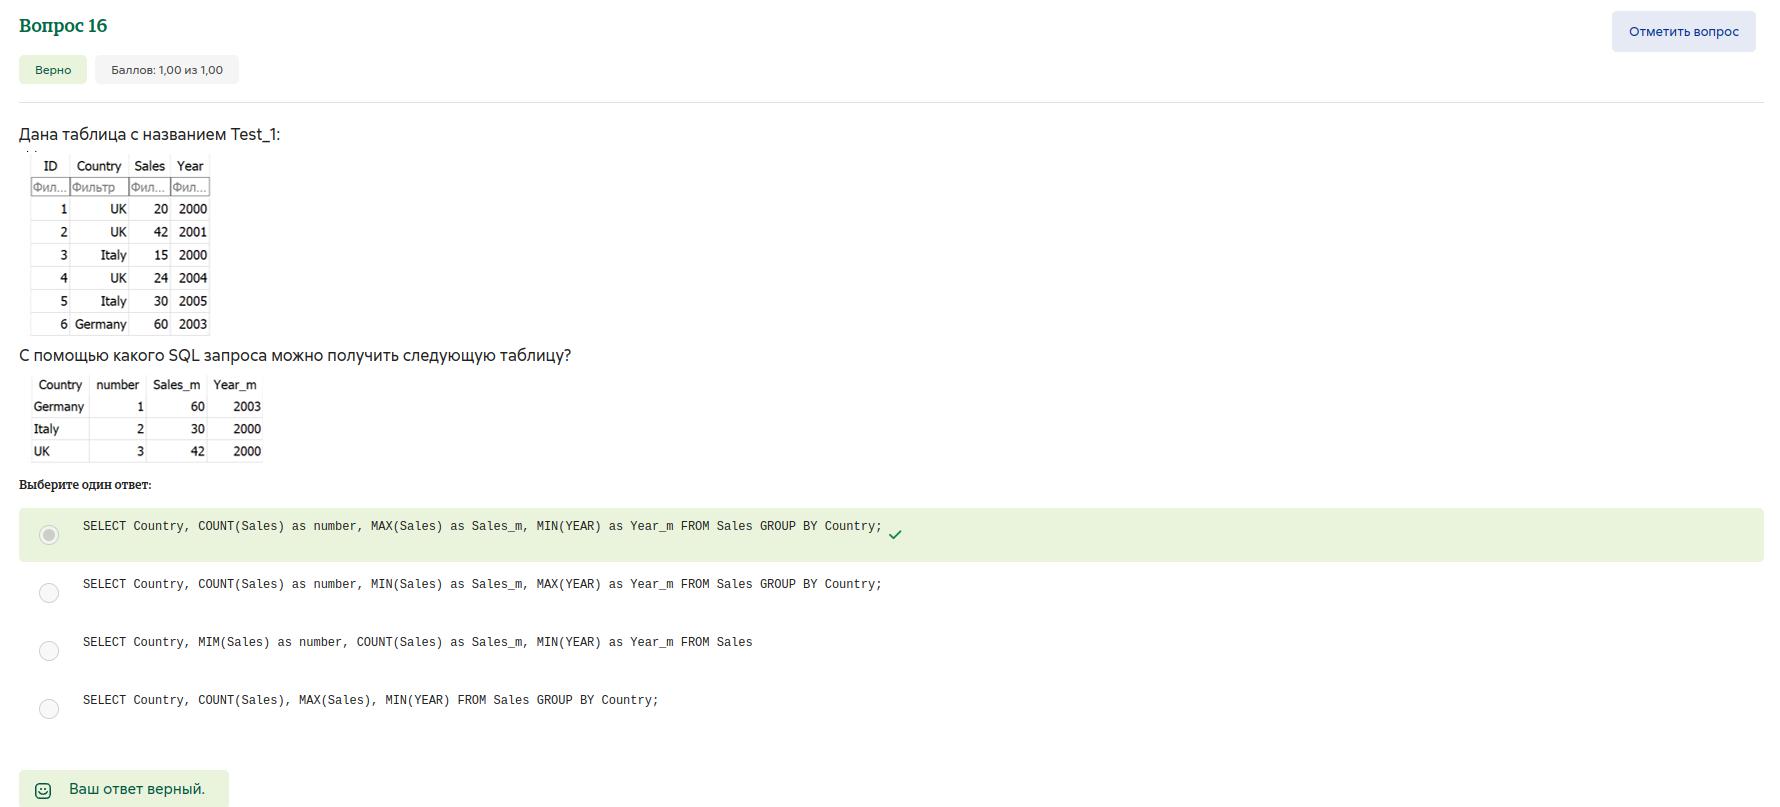 Вопрос 16
Отметить вопрос
Верно
Баллов: 1,00 из 1,00
Дана таблица с названием Test_1:
ID Country Sales Year
Фил... Фильтр Фил... Фил...
1 UK 20 2000
2 UK 42 2001
3 Italy 15 2000
4 UK 24 2004
5 Italy 30 2005
6 Germany 60 2003
С помощью какого SQL запроса можно получить следующую таблицу?
Country number Sales_m Year_m
Germany 1 60 2003
Italy 2 30 2000
UK 3 42 2000
Выберите один ответ:
SELECT Country, COUNT(Sales) as number, MAX(Sales) as Sales_m, MIN(YEAR) as Year_m FROM Sales GROUP BY Country;
SELECT Country, COUNT(Sales) as number, MIN(Sales) as Sales_m, MAX(YEAR) as Year_m FROM Sales GROUP BY Country;
SELECT Country, MIM(Sales) as number, COUNT(Sales) as Sales_m, MIN(YEAR) as Year_m FROM Sales
SELECT Country, COUNT(Sales), MAX(Sales), MIN(YEAR) FROM Sales GROUP BY Country;
Ваш ответ верный.